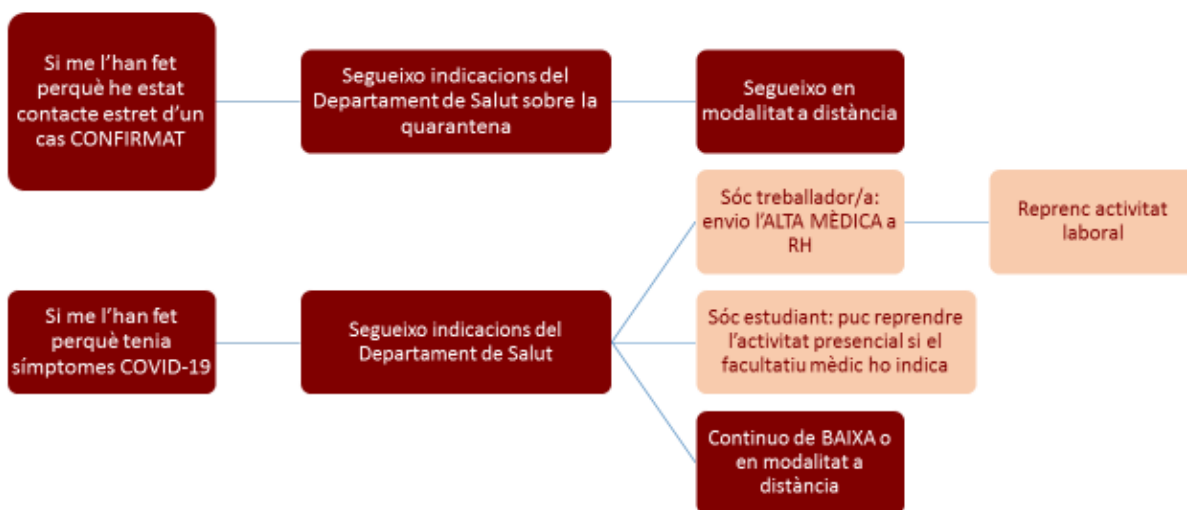 Si me l’han fet
perquè he estat
contacte estret d’un
cas CONFIRMAT
Segueixo indicacions del
Departament de Salut sobre la
quarantena
Segueixo en
modalitat a distància
Si me l’han fet
perquè tenia
símptomes COVID-19
Segueixo indicacions del
Departament de Salut
Sóc treballador/a:
envio l’ALTA MÈDICA a
RH
Reprenc activitat
laboral
Sóc estudiant: puc reprendre
l’activitat presencial si el
facultatiu mèdic ho indica
Continuo de BAIXA o
en modalitat a
distància